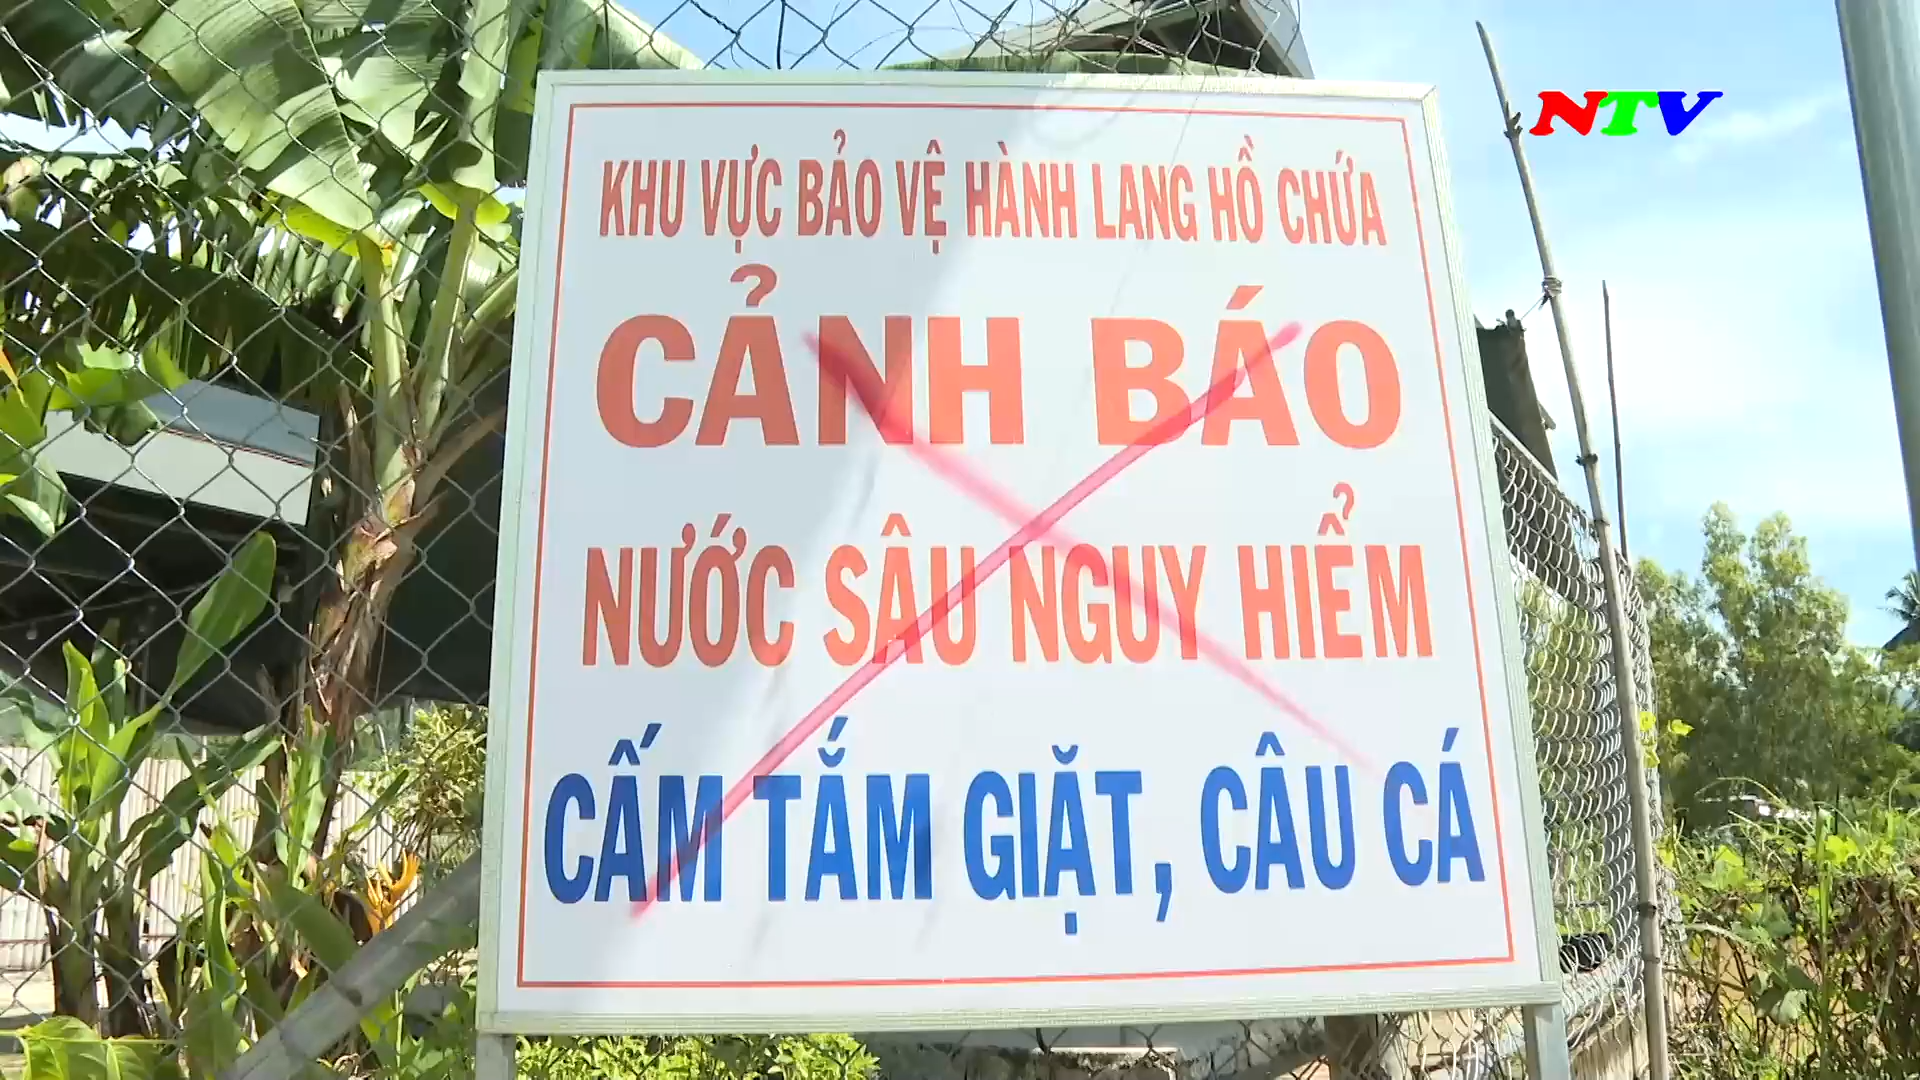 NTV
KHU VỰC BẢO VỆ HÀNH LANG HỒ CHỨA
CẢNH BÁO
NƯỚC SÂU NGUY HIỂM
CẤM TẮM GIẶT, CÂU CÁ